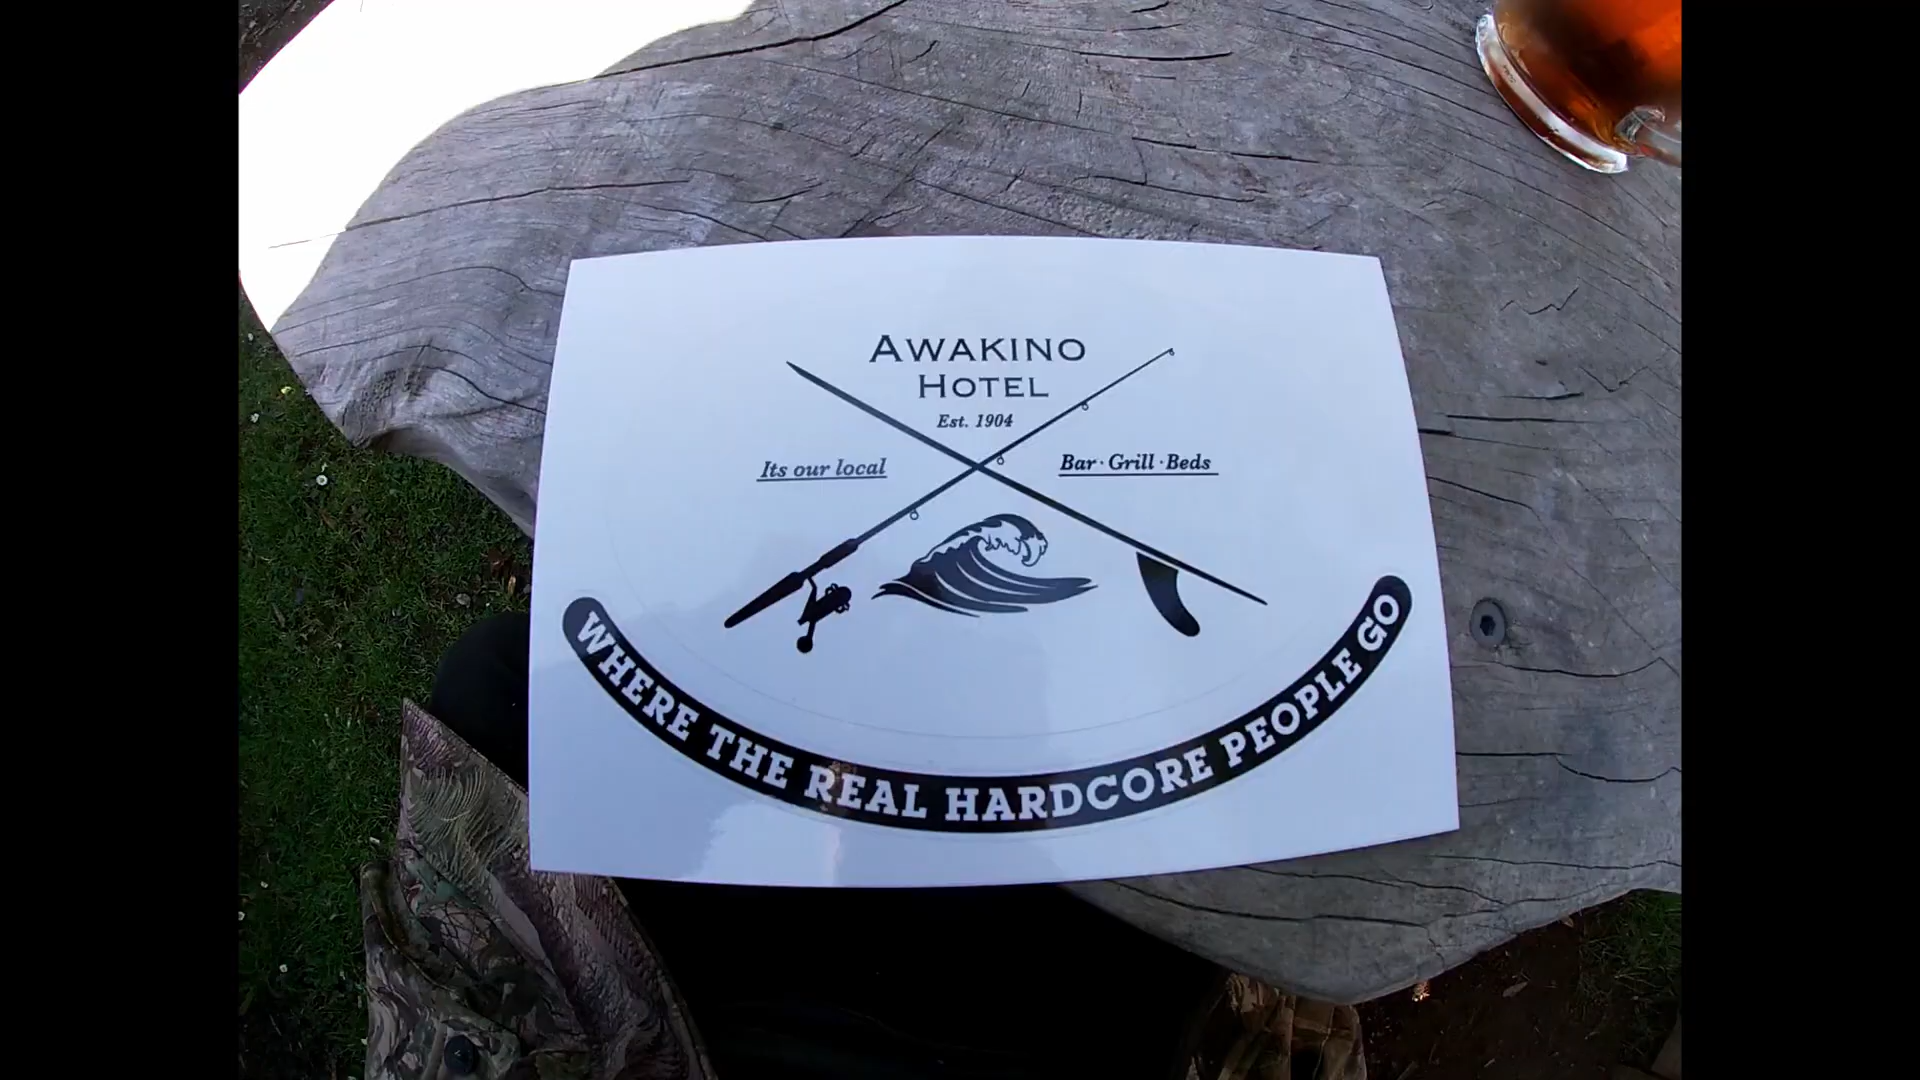 AWAKINO
HOTEL
Est. 1904
Its our local
Bar · Grill · Beds
WHERE THE REAL HARDCORE PEOPLE GO